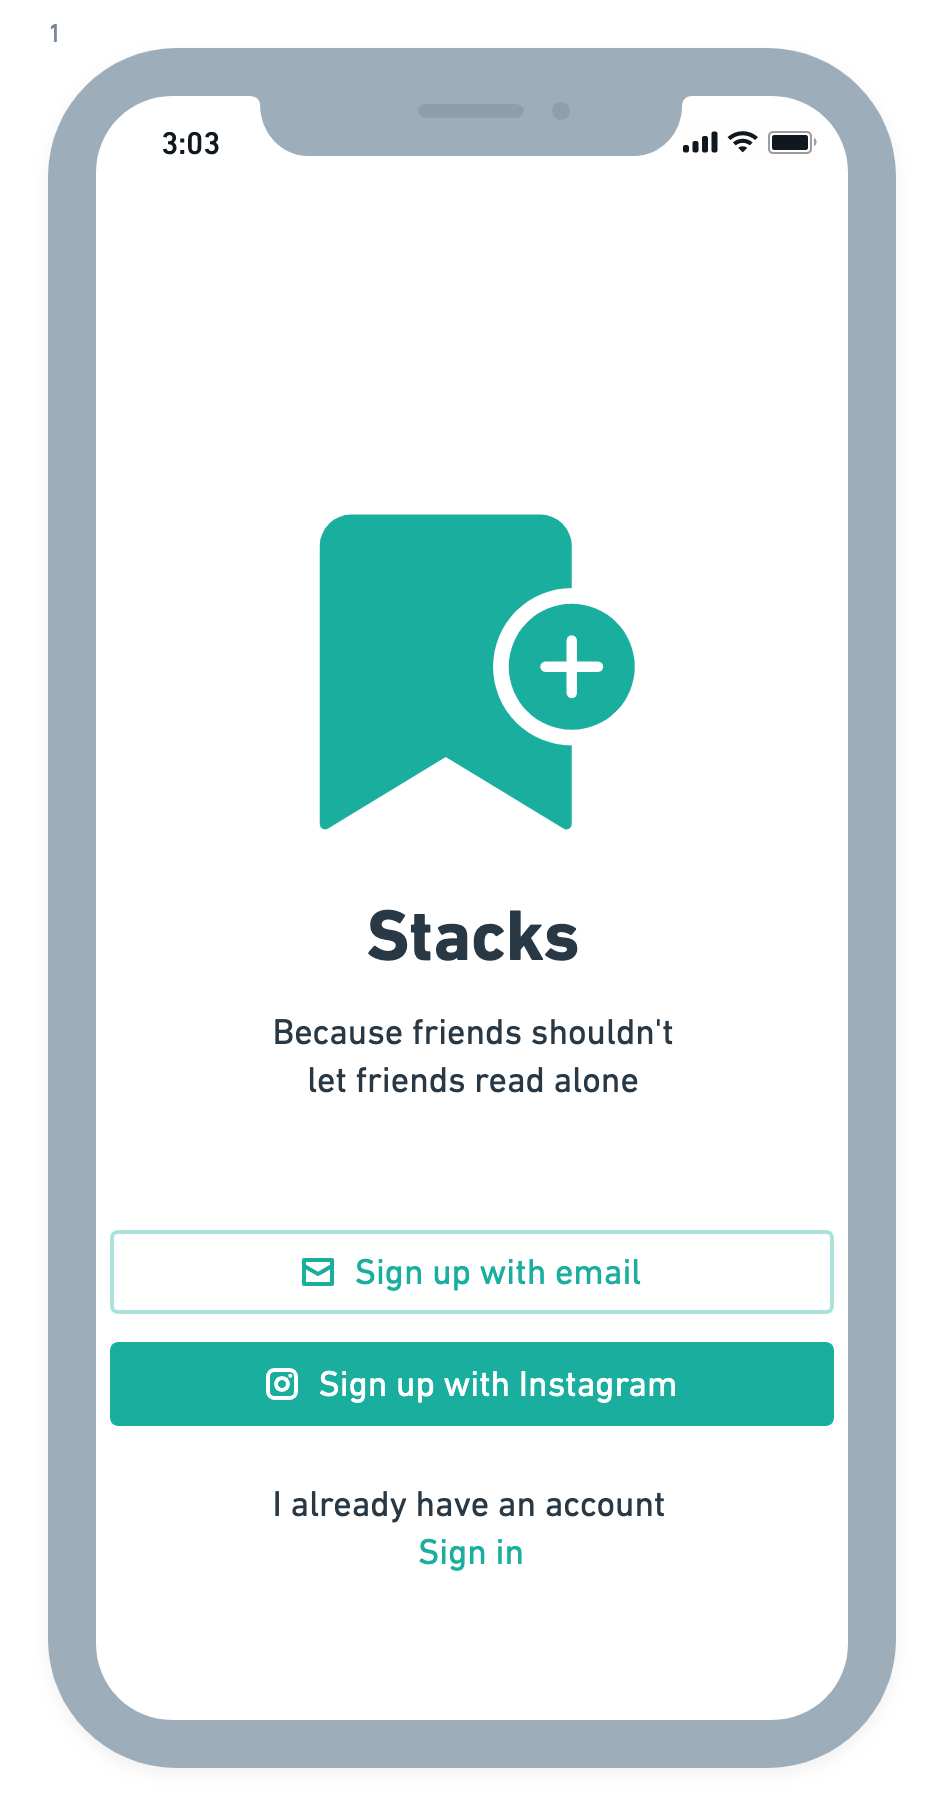 1
3:03
Stacks
Because friends shouldn't
let friends read alone
Sign up with email
Sign up with Instagram
I already have an account
Sign in